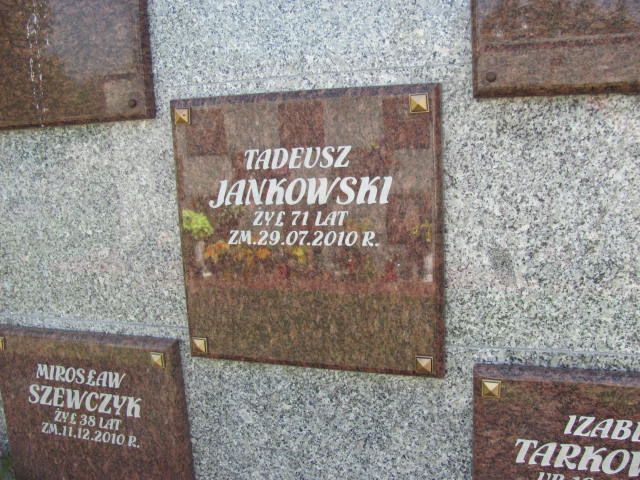 TADEUSZ
JANKOWSKI
ŻYŁ 71 LAT
ZM.29.07.2010 R.
MIROSŁAW
SZEWCZYK
ŻYŁ 38 LAT
ZM.11.12.2010 R.